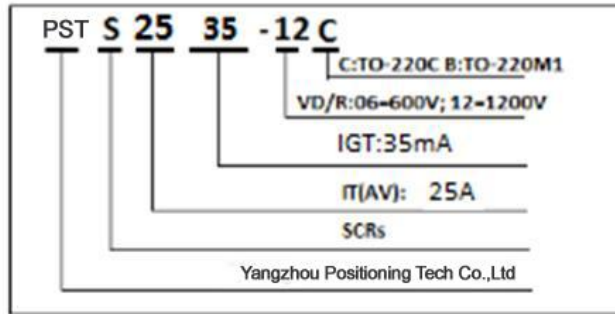 PST S 25 35 -12 C
C:TO-220C B:TO-220M1
VD/R:06=600V; 12=1200V
IGT:35mA
IT(AV): 25A
SCRs
Yangzhou Positioning Tech Co.,Ltd